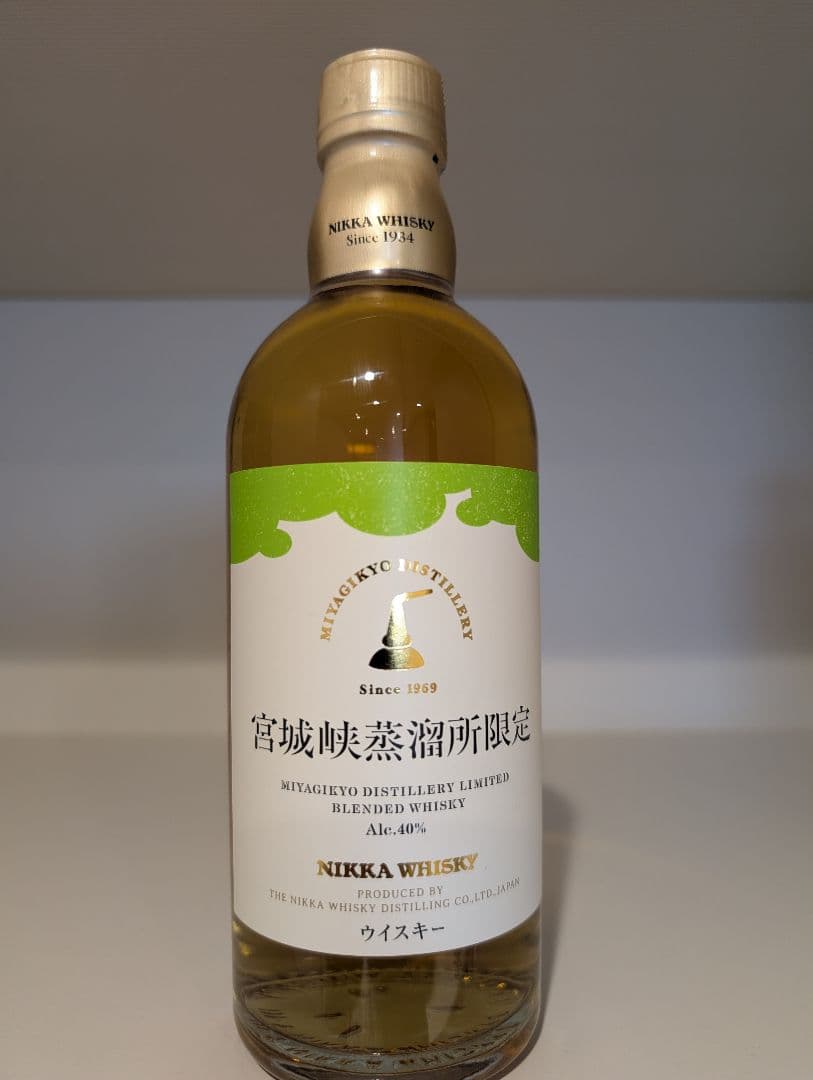 NIKKA WHISKY
Since 1934
MIYAGIKYO DISTILLERY
Since 1969
宮城峡蒸溜所限定
MIYAGIKYO DISTILLERY LIMITED
BLENDED WHISKY
Alc.40%
NIKKA WHISKY
PRODUCED BY
THE NIKKA WHISKY DISTILLING CO.,LTD.,JAPAN
ウイスキー